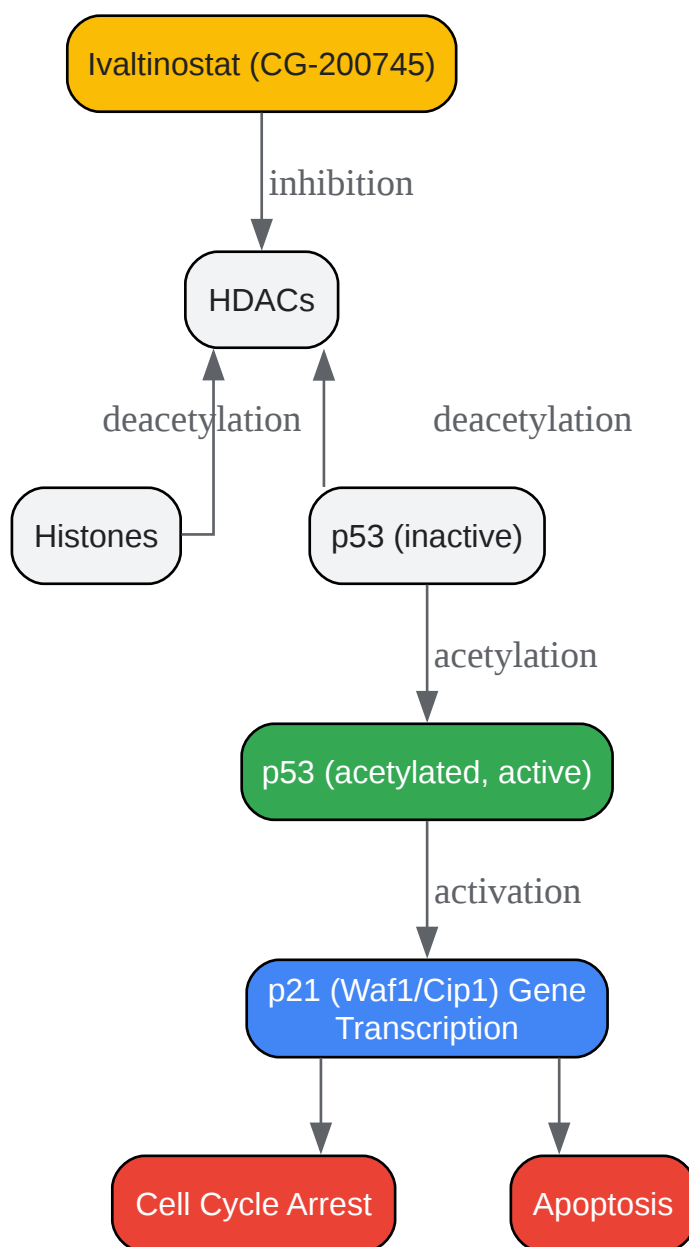 Ivaltinostat (CG-200745)
inhibition
HDACs
deacetylation
deacetylation
Histones
p53 (inactive)
acetylation
p53 (acetylated, active)
activation
p21 (Waf1/Cip1) Gene
Transcription
Cell Cycle Arrest
Apoptosis